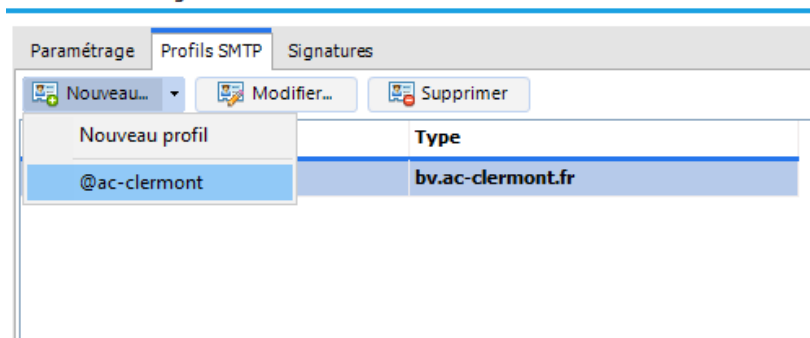 Paramétrage Profils SMTP Signatures
Nouveau... Modifier... Supprimer
Nouveau profil
Type
@ac-clermont
bv.ac-clermont.fr